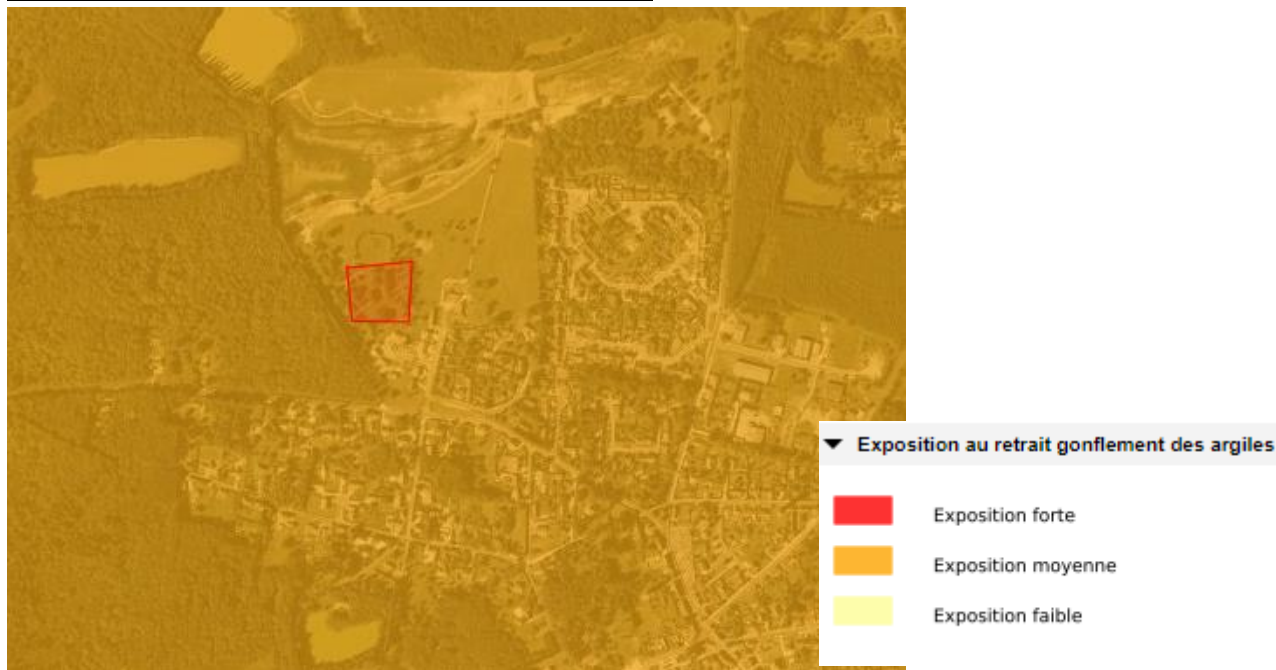 Exposition au retrait gonflement des argiles
Exposition forte
Exposition moyenne
Exposition faible